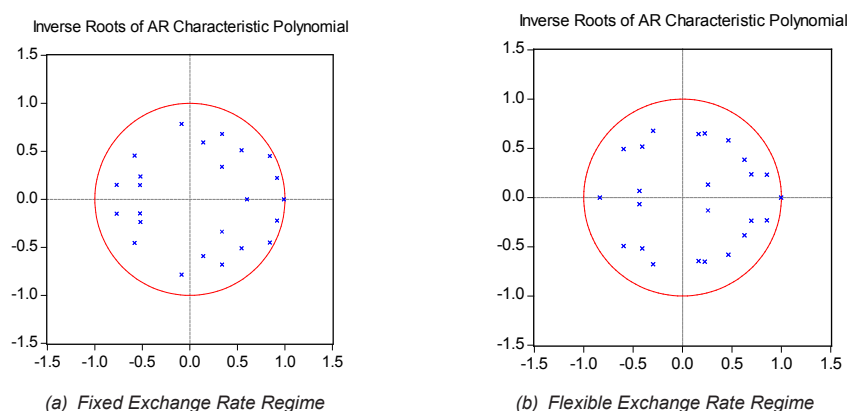 Inverse Roots of AR Characteristic Polynomial
1.5
1.0
0.5
0.0
-0.5
-1.0
-1.5
-1.5 -1.0 -0.5 0.0 0.5 1.0 1.5
(a) Fixed Exchange Rate Regime
Inverse Roots of AR Characteristic Polynomial
1.5
1.0
0.5
0.0
-0.5
-1.0
-1.5
-1.5 -1.0 -0.5 0.0 0.5 1.0 1.5
(b) Flexible Exchange Rate Regime